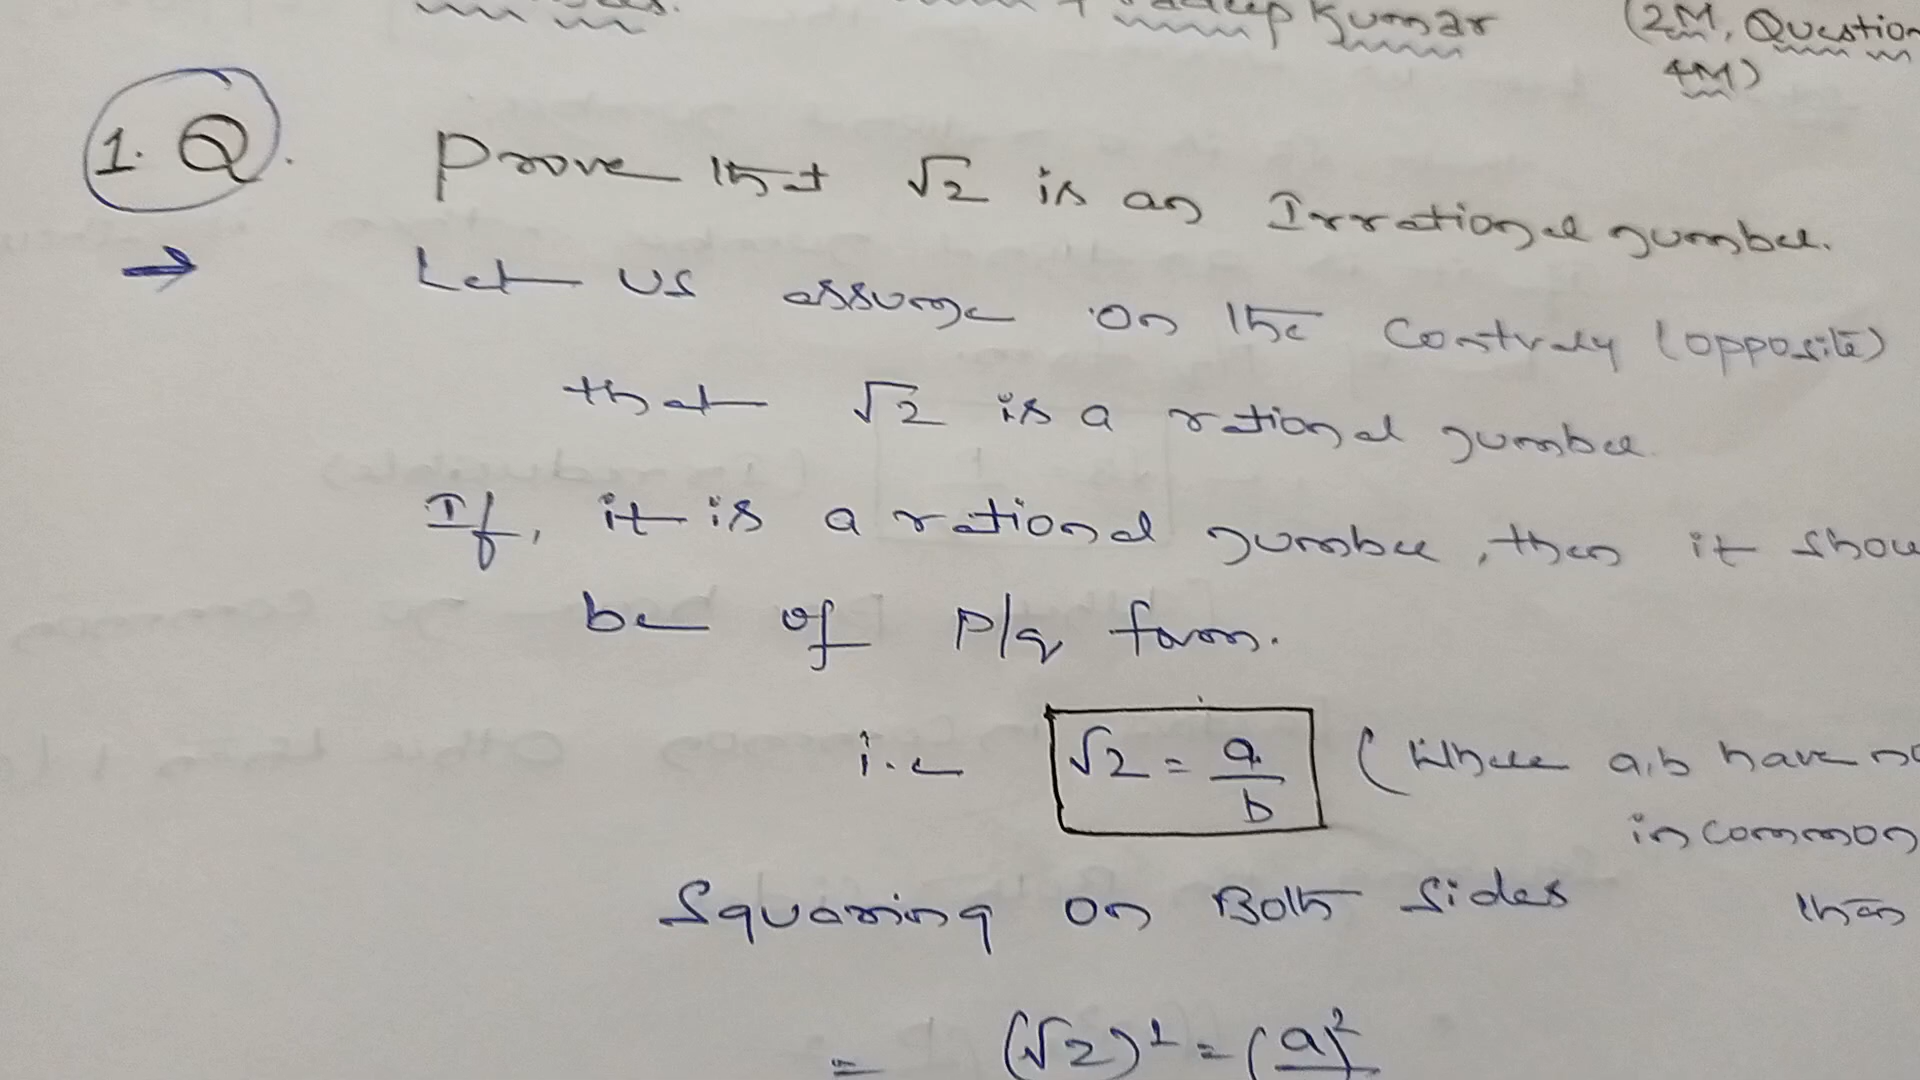 Kumar (2M, Question
4M)
1. Q. Prove that √2 is an Irrational number.
→ Let us assume on the contrary (opposite)
that √2 is a rational number.
If, it is a rational number, then it shou
be of P/q form.
i.e √2 = a/b (Where a,b have no
in common
Squaring on Both Sides than
= (√2)² = (a)²